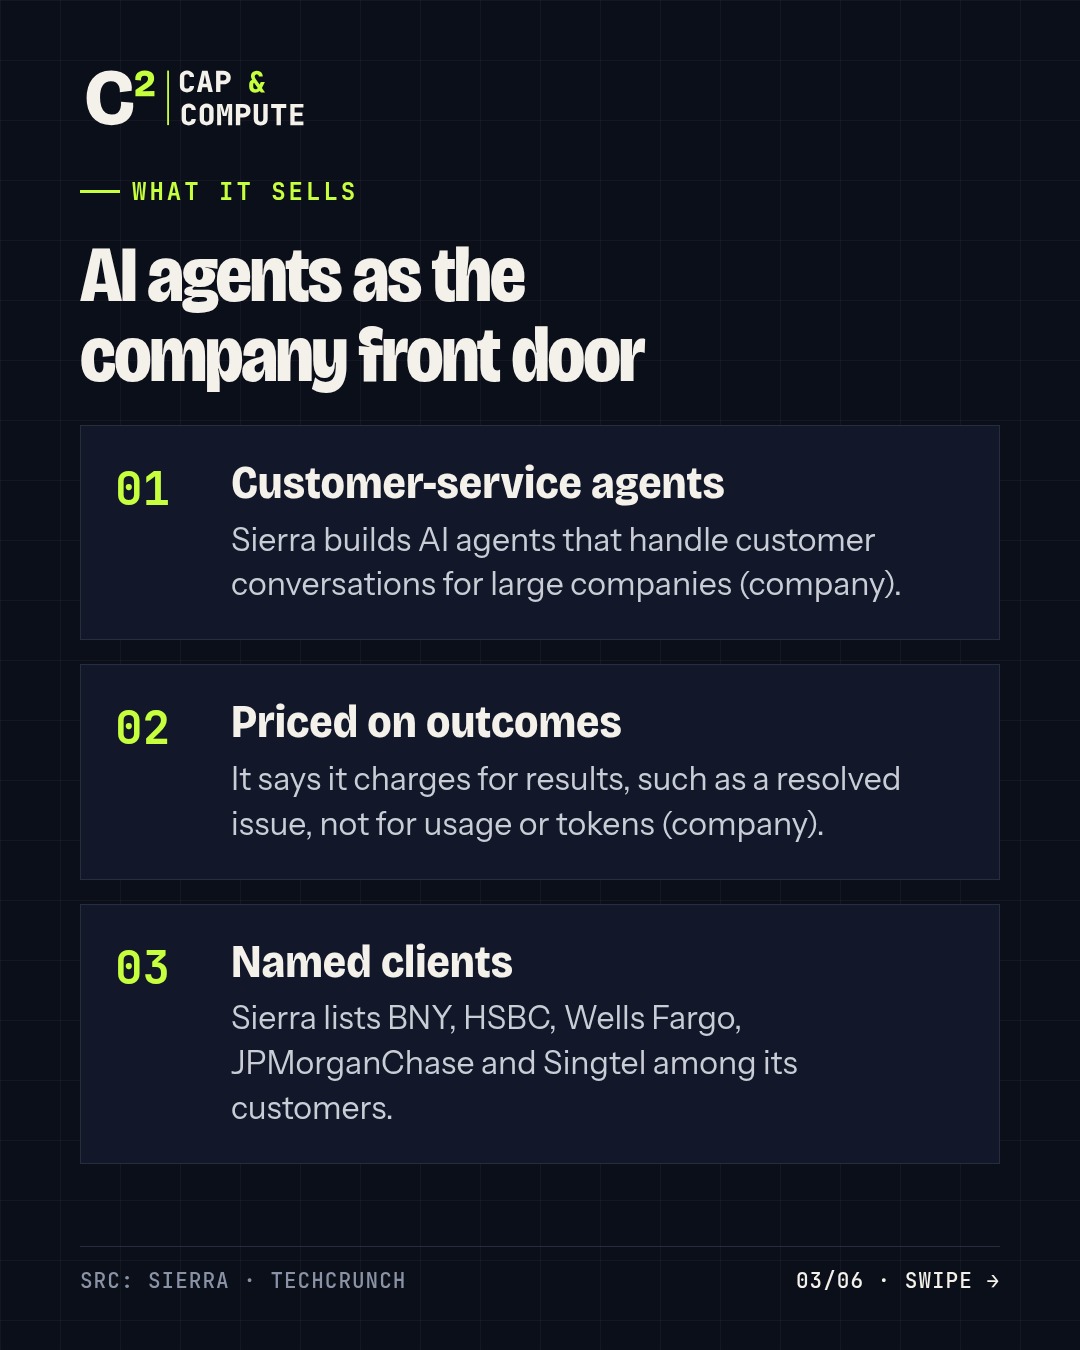 C² CAP &
COMPUTE
WHAT IT SELLS
AI agents as the
company front door
01 Customer-service agents
Sierra builds AI agents that handle customer
conversations for large companies (company).
02 Priced on outcomes
It says it charges for results, such as a resolved
issue, not for usage or tokens (company).
03 Named clients
Sierra lists BNY, HSBC, Wells Fargo,
JPMorganChase and Singtel among its
customers.
SRC: SIERRA · TECHCRUNCH
03/06 · SWIPE →